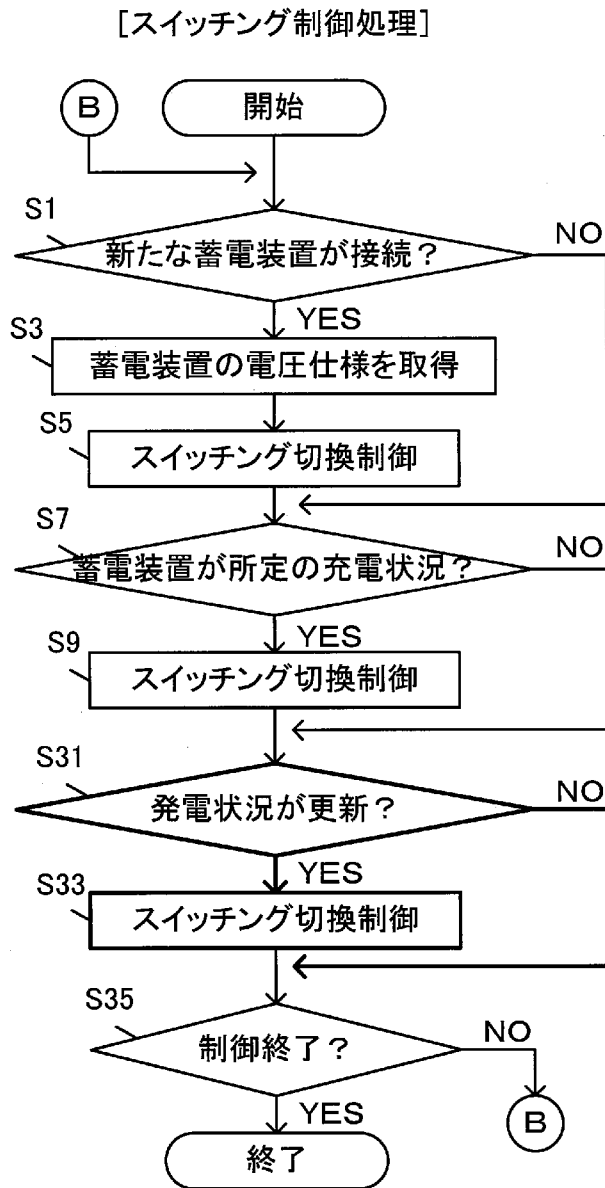 [スイッチング制御処理]
B
開始
S1
新たな蓄電装置が接続？
NO
YES
S3
蓄電装置の電圧仕様を取得
S5
スイッチング切換制御
S7
蓄電装置が所定の充電状況？
NO
YES
S9
スイッチング切換制御
S31
発電状況が更新？
NO
YES
S33
スイッチング切換制御
S35
制御終了？
NO
YES
B
終了